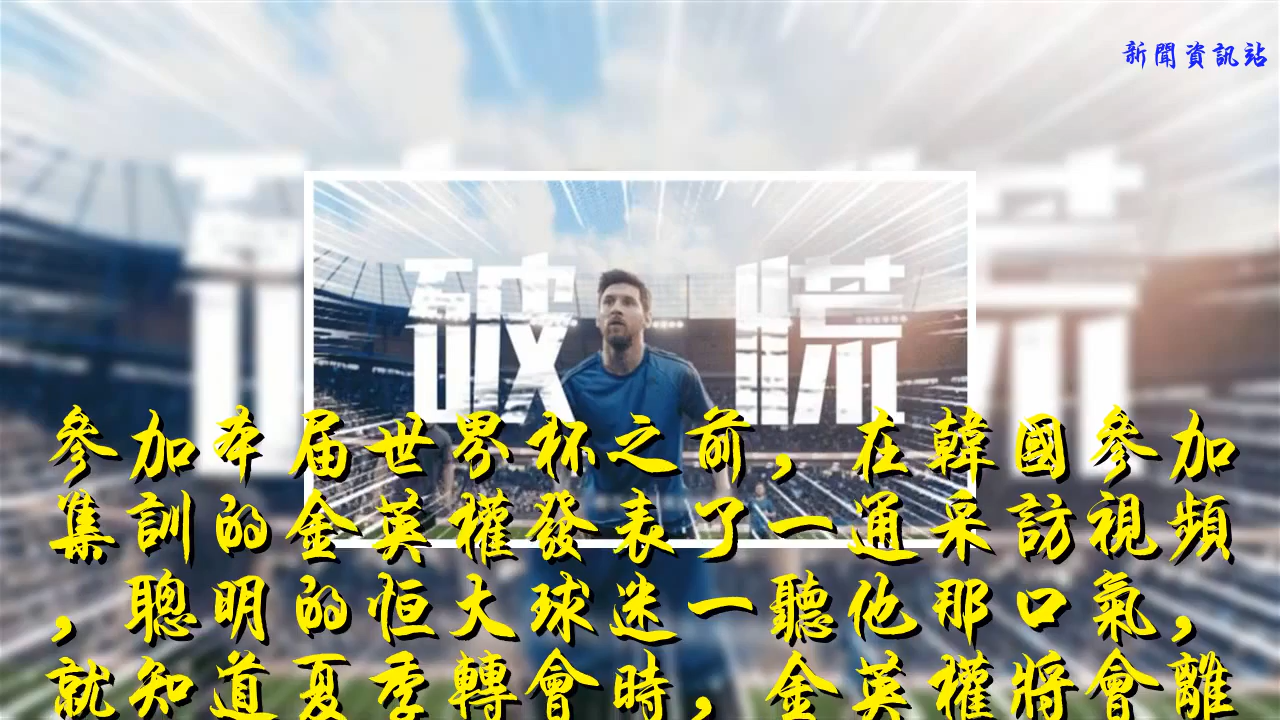 新聞資訊站
破 慌
參加本届世界杯之前，在韓國參加
集訓的金英權發表了一通采訪視頻
，聰明的恒大球迷一聽他那口氣，
就知道夏季轉會時，金英權將會離